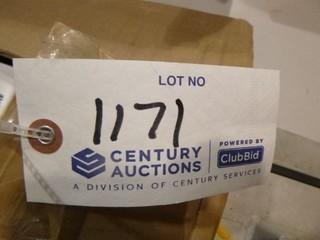 LOT NO
1171
CENTURY AUCTIONS
POWERED BY
ClubBid
A DIVISION OF CENTURY SERVICES